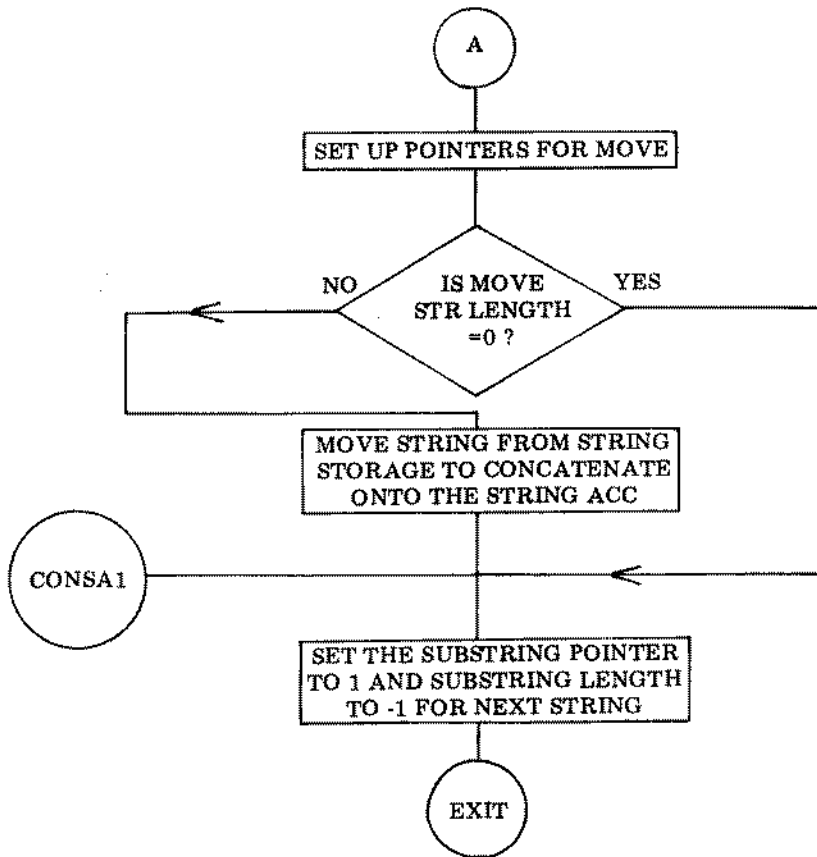 A
SET UP POINTERS FOR MOVE
NO
IS MOVE
YES
STR LENGTH
=0 ?
MOVE STRING FROM STRING
STORAGE TO CONCATENATE
ONTO THE STRING ACC
CONSA1
SET THE SUBSTRING POINTER
TO 1 AND SUBSTRING LENGTH
TO -1 FOR NEXT STRING
EXIT